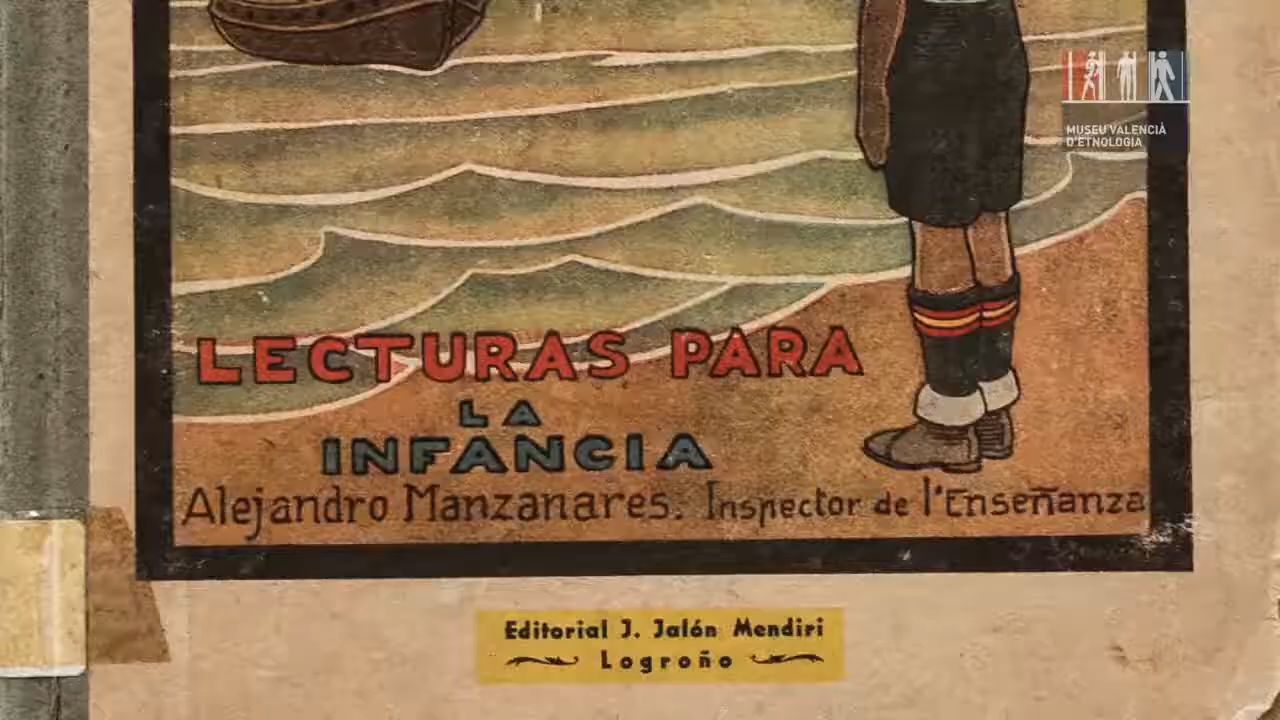 MUSEU VALENCIÀ
D'ETNOLOGIA
LECTURAS PARA
LA
INFANCIA
Alejandro Manzanares. Inspector de l'Enseñanza
Editorial J. Jalón Mendiri
Logroño